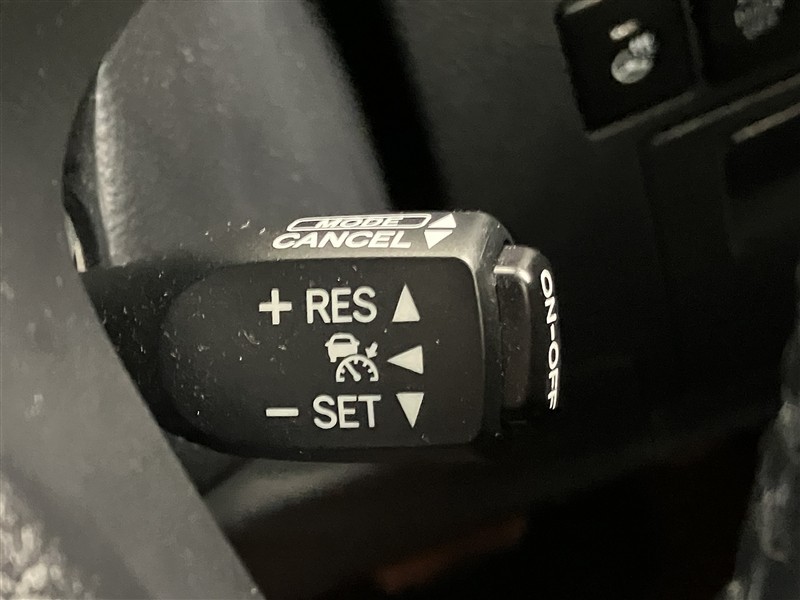 MODE
CANCEL
+ RES
- SET
ON-OFF